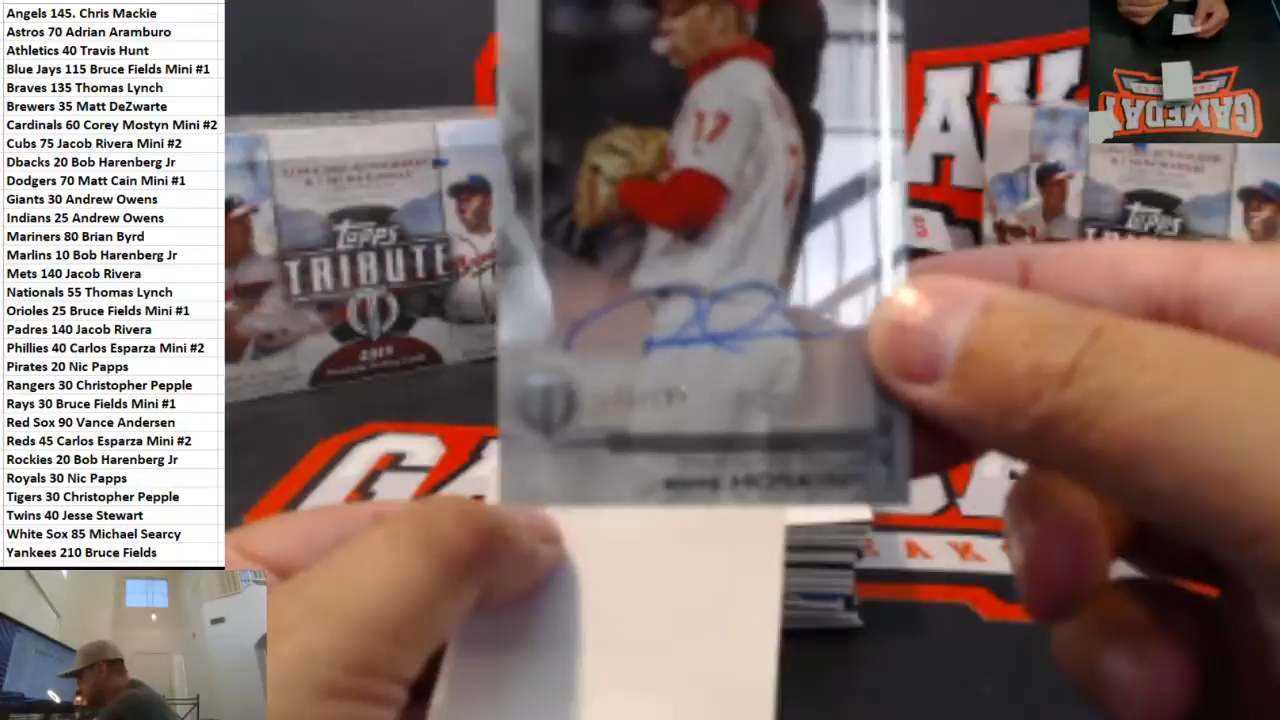 Angels 145. Chris Mackie
Astros 70 Adrian Aramburo
Athletics 40 Travis Hunt
Blue Jays 115 Bruce Fields Mini #1
Braves 135 Thomas Lynch
Brewers 35 Matt DeZwarte
Cardinals 60 Corey Mostyn Mini #2
Cubs 75 Jacob Rivera Mini #2
Dbacks 20 Bob Harenberg Jr
Dodgers 70 Matt Cain Mini #1
Giants 30 Andrew Owens
Indians 25 Andrew Owens
Mariners 80 Brian Byrd
Marlins 10 Bob Harenberg Jr
Mets 140 Jacob Rivera
Nationals 55 Thomas Lynch
Orioles 25 Bruce Fields Mini #1
Padres 140 Jacob Rivera
Phillies 40 Carlos Esparza Mini #2
Pirates 20 Nic Papps
Rangers 30 Christopher Pepple
Rays 30 Bruce Fields Mini #1
Red Sox 90 Vance Andersen
Reds 45 Carlos Esparza Mini #2
Rockies 20 Bob Harenberg Jr
Royals 30 Nic Papps
Tigers 30 Christopher Pepple
Twins 40 Jesse Stewart
White Sox 85 Michael Searcy
Yankees 210 Bruce Fields
Topps
TRIBUTE
2019
17
Topps
GAMEDAY